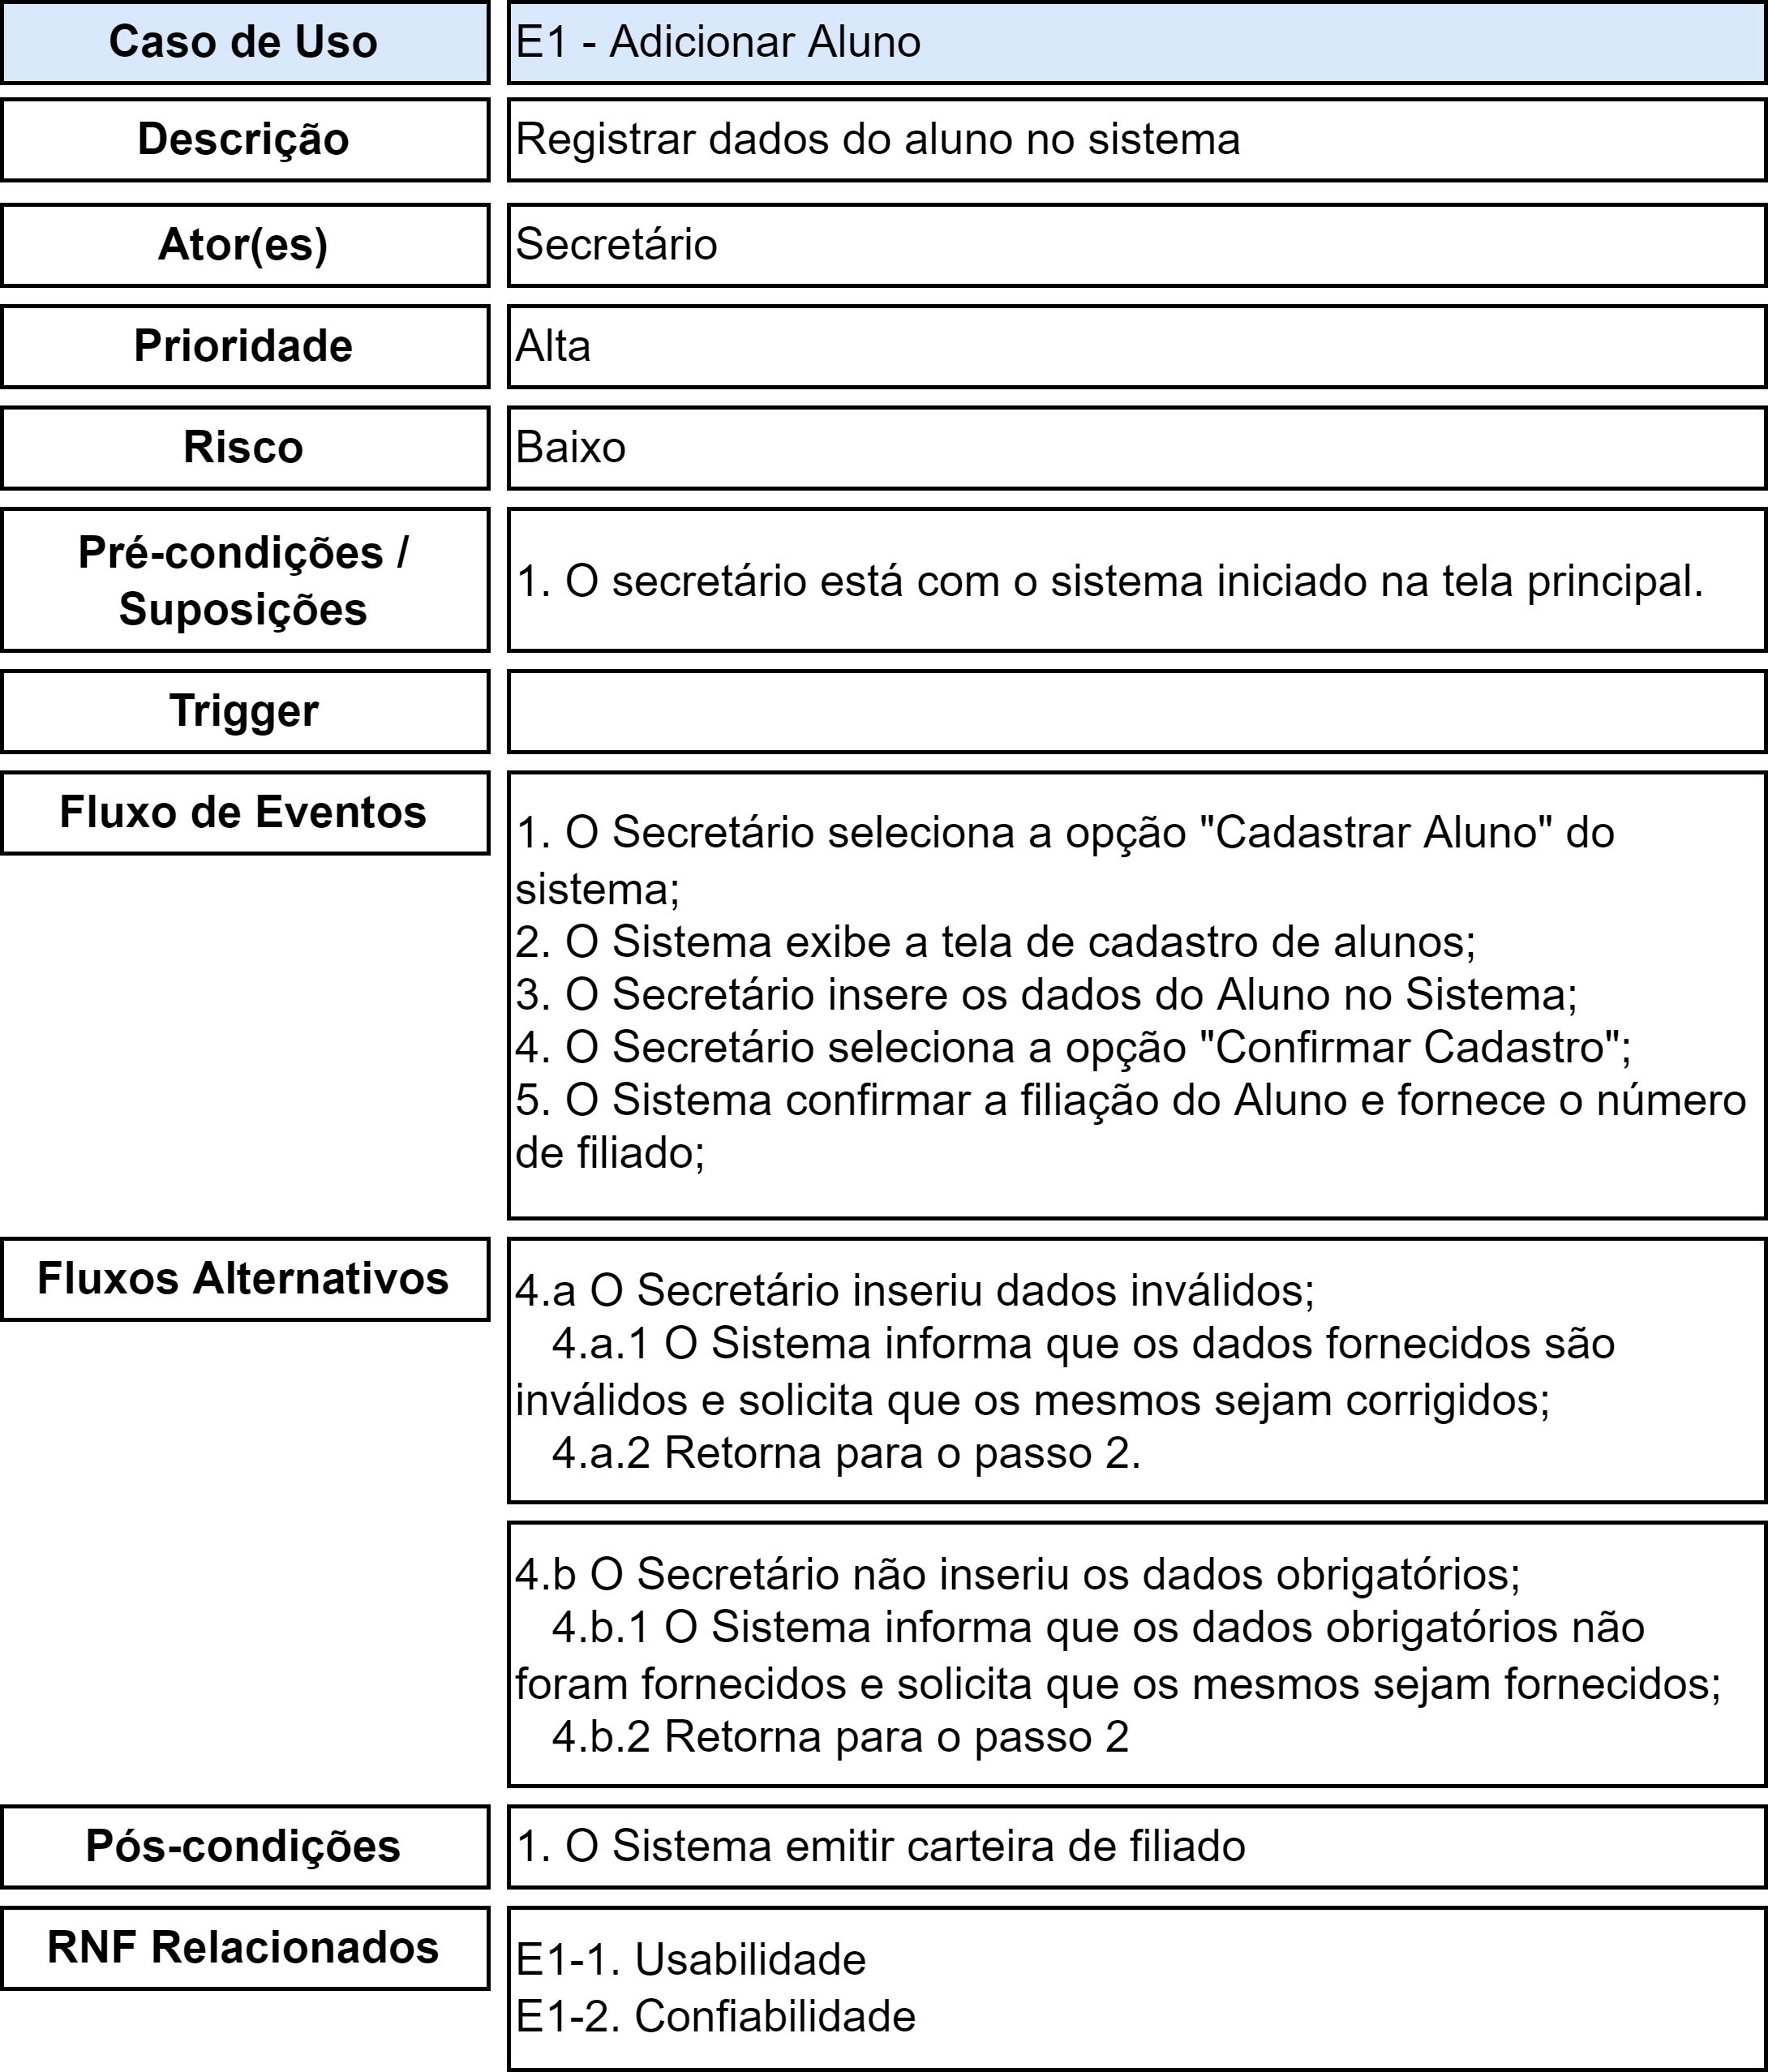 Caso de Uso
E1 - Adicionar Aluno
Descrição
Registrar dados do aluno no sistema
Ator(es)
Secretário
Prioridade
Alta
Risco
Baixo
Pré-condições /
Suposições
1. O secretário está com o sistema iniciado na tela principal.
Trigger
Fluxo de Eventos
1. O Secretário seleciona a opção "Cadastrar Aluno" do
sistema;
2. O Sistema exibe a tela de cadastro de alunos;
3. O Secretário insere os dados do Aluno no Sistema;
4. O Secretário seleciona a opção "Confirmar Cadastro";
5. O Sistema confirmar a filiação do Aluno e fornece o número
de filiado;
Fluxos Alternativos
4.a O Secretário inseriu dados inválidos;
4.a.1 O Sistema informa que os dados fornecidos são
inválidos e solicita que os mesmos sejam corrigidos;
4.a.2 Retorna para o passo 2.
4.b O Secretário não inseriu os dados obrigatórios;
4.b.1 O Sistema informa que os dados obrigatórios não
foram fornecidos e solicita que os mesmos sejam fornecidos;
4.b.2 Retorna para o passo 2
Pós-condições
1. O Sistema emitir carteira de filiado
RNF Relacionados
E1-1. Usabilidade
E1-2. Confiabilidade